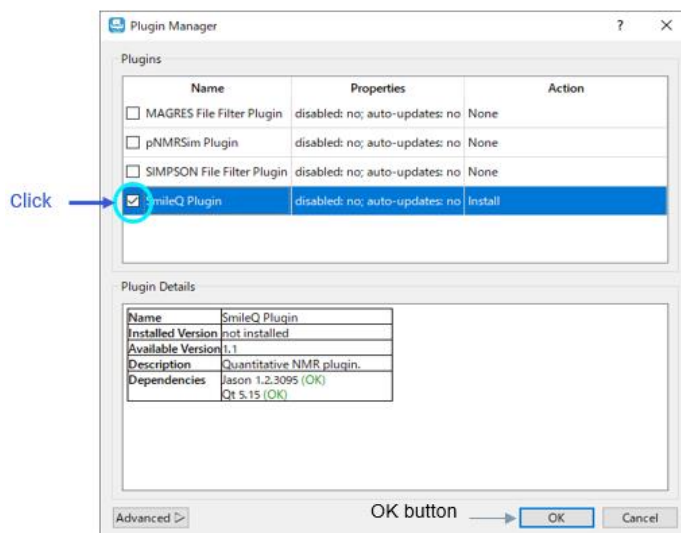 Plugin Manager ? ×
Plugins
Name Properties Action
MAGRES File Filter Plugin disabled: no; auto-updates: no None
pNMRSim Plugin disabled: no; auto-updates: no None
SIMPSON File Filter Plugin disabled: no; auto-updates: no None
Click SmileQ Plugin disabled: no; auto-updates: no Install
Plugin Details
Name SmileQ Plugin
Installed Version not installed
Available Version 1.1
Description Quantitative NMR plugin.
Dependencies Jason 1.2.3095 (OK)
Qt 5.15 (OK)
Advanced ▷ OK button OK Cancel